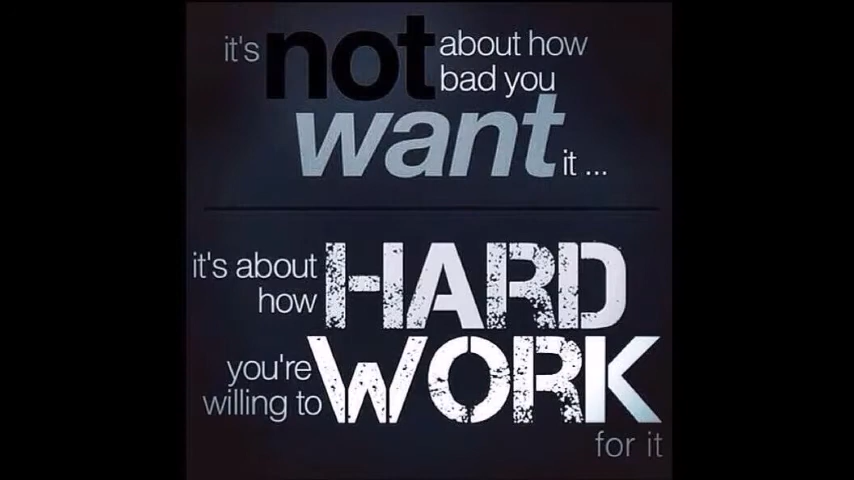 it's not about how
bad you
want it ...
it's about
how HARD
you're
willing to WORK
for it